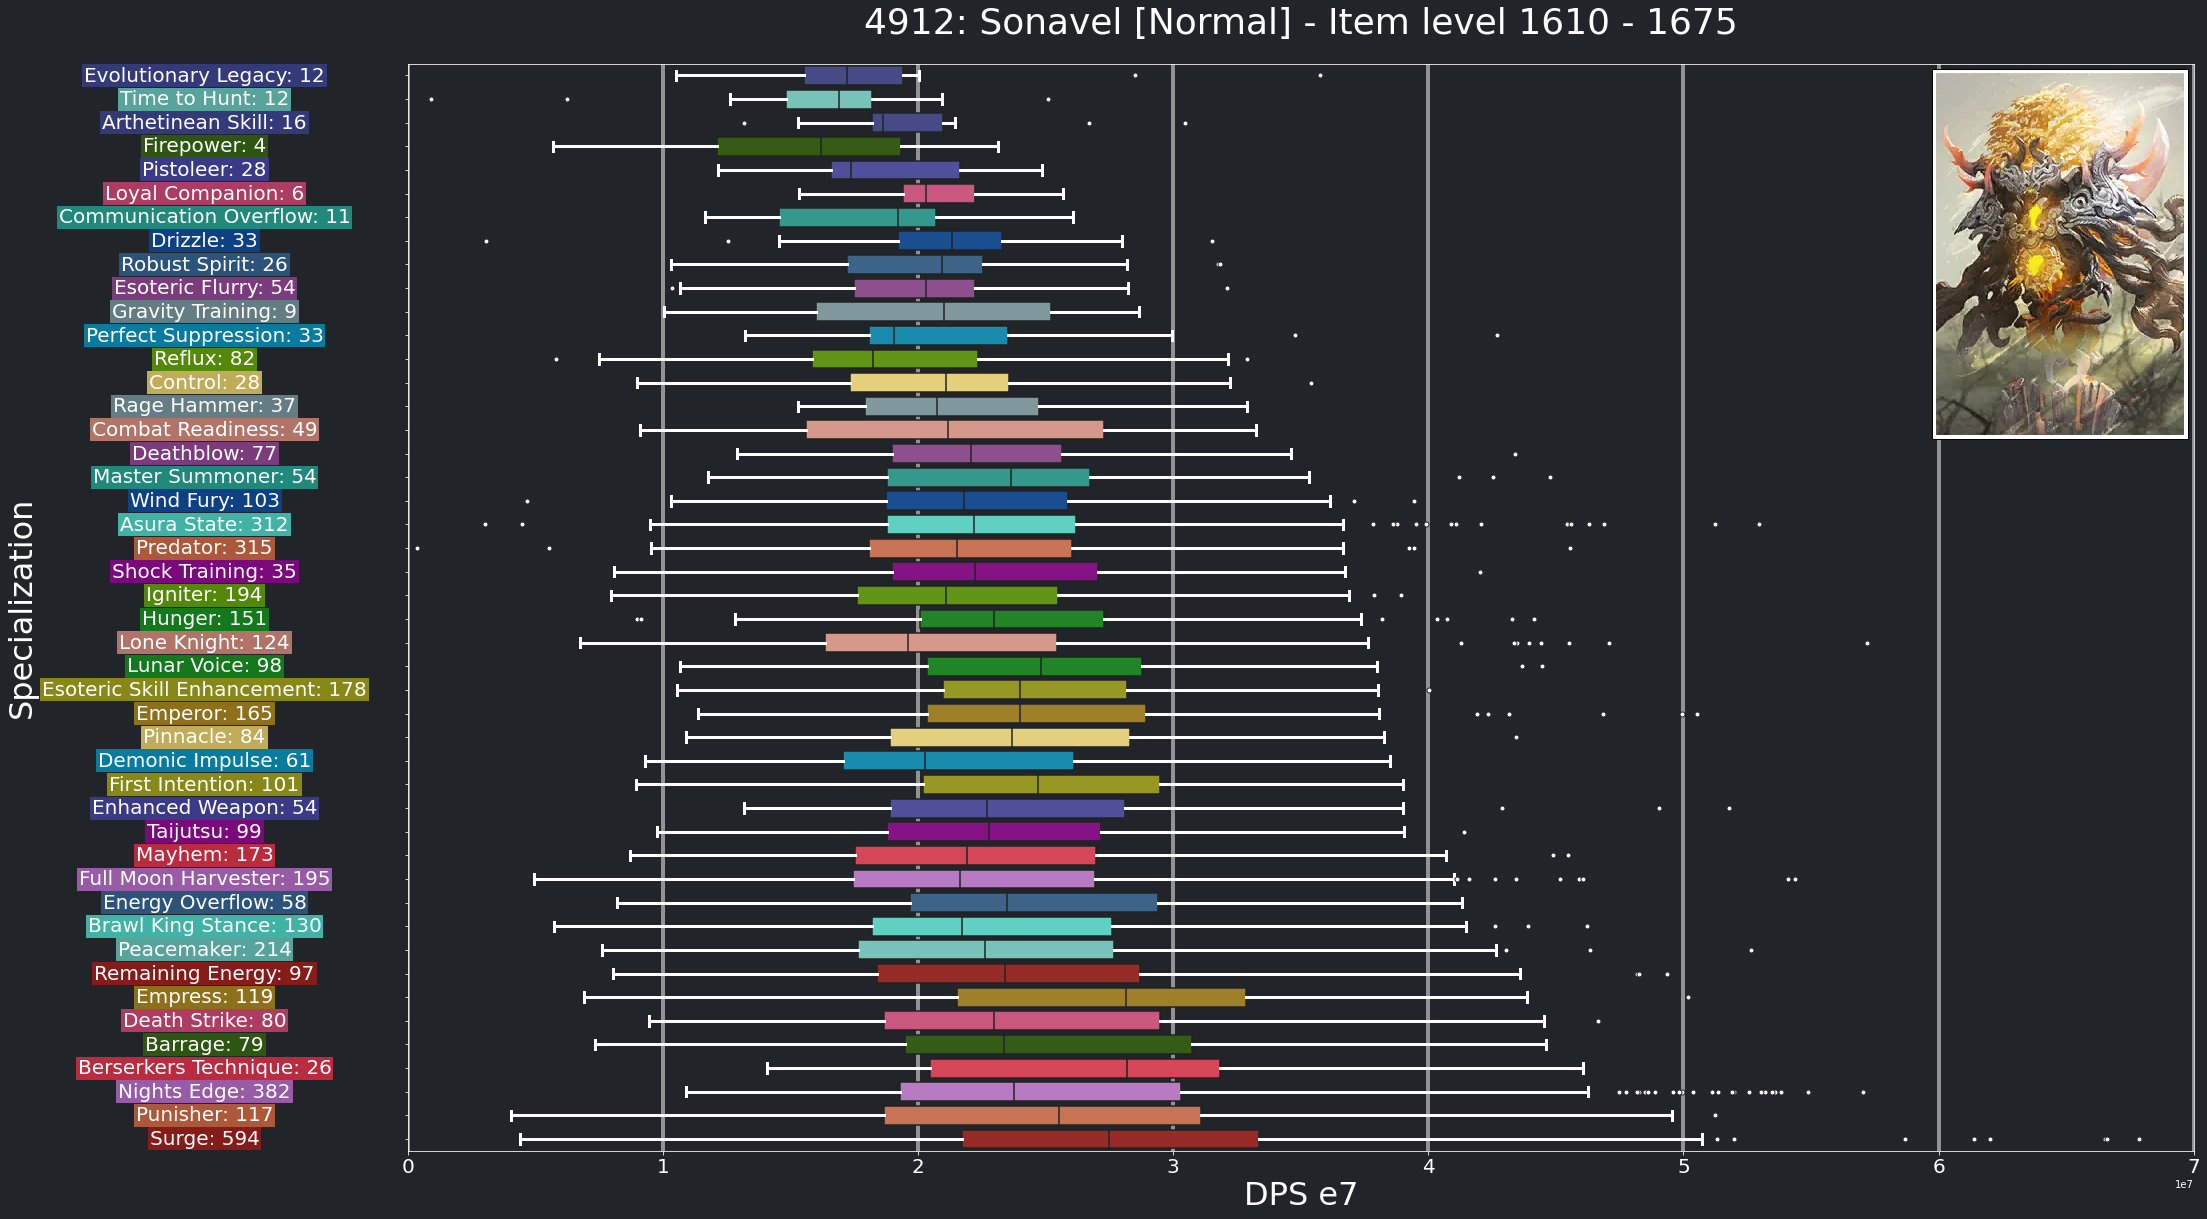 4912: Sonavel [Normal] - Item level 1610 - 1675
Specialization
Evolutionary Legacy: 12
Time to Hunt: 12
Arthetinean Skill: 16
Firepower: 4
Pistoleer: 28
Loyal Companion: 6
Communication Overflow: 11
Drizzle: 33
Robust Spirit: 26
Esoteric Flurry: 54
Gravity Training: 9
Perfect Suppression: 33
Reflux: 82
Control: 28
Rage Hammer: 37
Combat Readiness: 49
Deathblow: 77
Master Summoner: 54
Wind Fury: 103
Asura State: 312
Predator: 315
Shock Training: 35
Igniter: 194
Hunger: 151
Lone Knight: 124
Lunar Voice: 98
Esoteric Skill Enhancement: 178
Emperor: 165
Pinnacle: 84
Demonic Impulse: 61
First Intention: 101
Enhanced Weapon: 54
Taijutsu: 99
Mayhem: 173
Full Moon Harvester: 195
Energy Overflow: 58
Brawl King Stance: 130
Peacemaker: 214
Remaining Energy: 97
Empress: 119
Death Strike: 80
Barrage: 79
Berserkers Technique: 26
Nights Edge: 382
Punisher: 117
Surge: 594
0 1 2 3 4 5 6 7
1e7
DPS e7